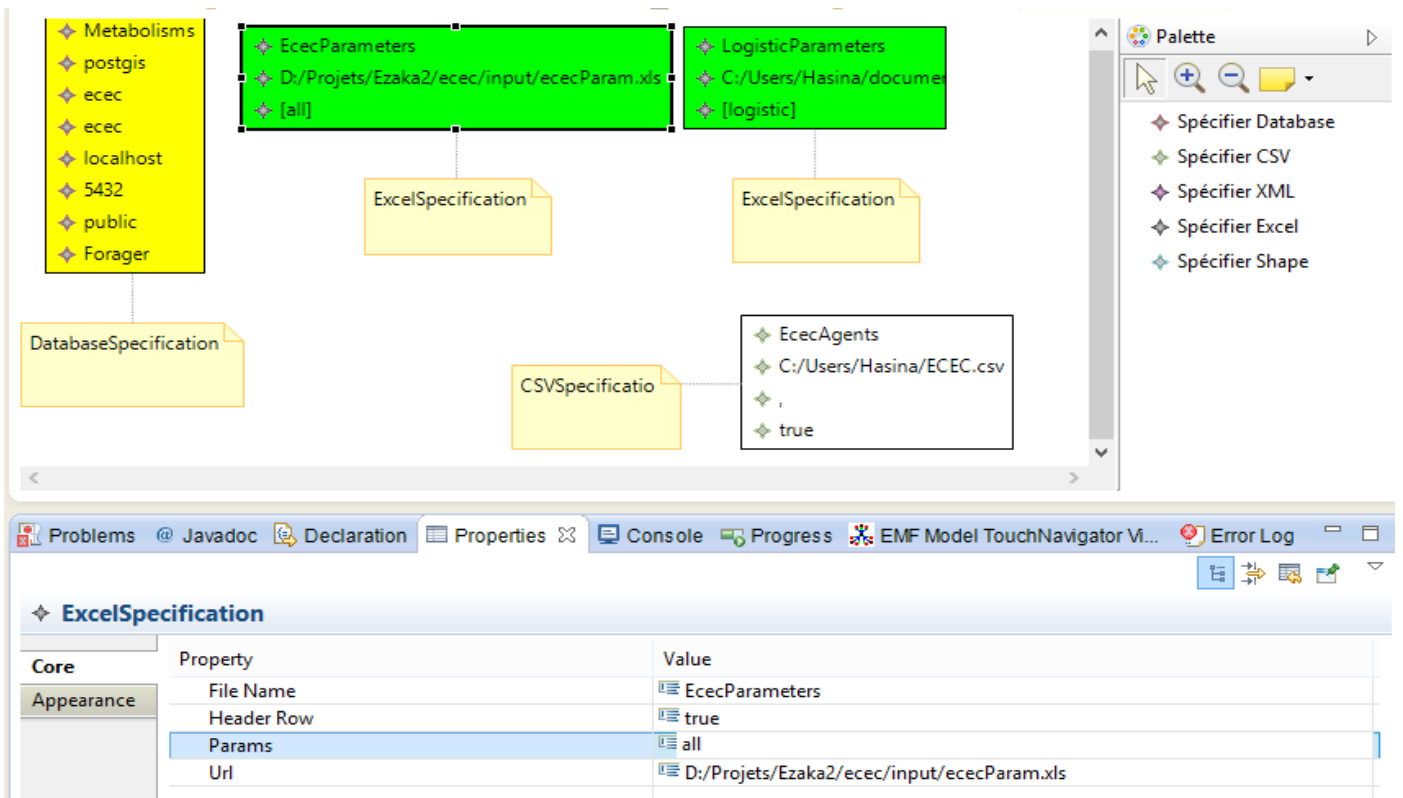 Metabolisms
postgis
ecec
ecec
localhost
5432
public
Forager
EcecParameters
D:/Projets/Ezaka2/ecec/input/ececParam.xls
[all]
LogisticParameters
C:/Users/Hasina/documen
[logistic]
ExcelSpecification
ExcelSpecification
DatabaseSpecification
CSVSpecificatio
EcecAgents
C:/Users/Hasina/ECEC.csv
,
true
Palette
Spécifier Database
Spécifier CSV
Spécifier XML
Spécifier Excel
Spécifier Shape
Problems @ Javadoc Declaration Properties Console Progress EMF Model TouchNavigator Vi... Error Log
ExcelSpecification
Core
Appearance
Property Value
File Name EcecParameters
Header Row true
Params all
Url D:/Projets/Ezaka2/ecec/input/ececParam.xls